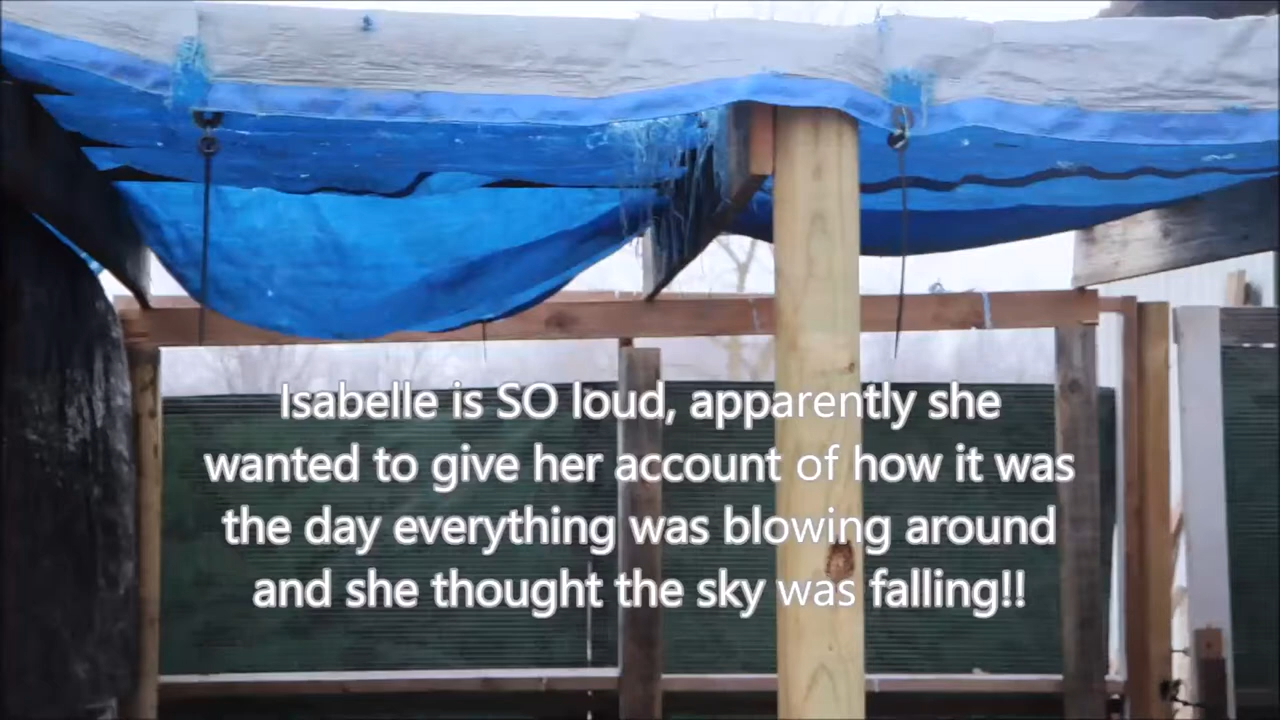 Isabelle is SO loud, apparently she
wanted to give her account of how it was
the day everything was blowing around
and she thought the sky was falling!!